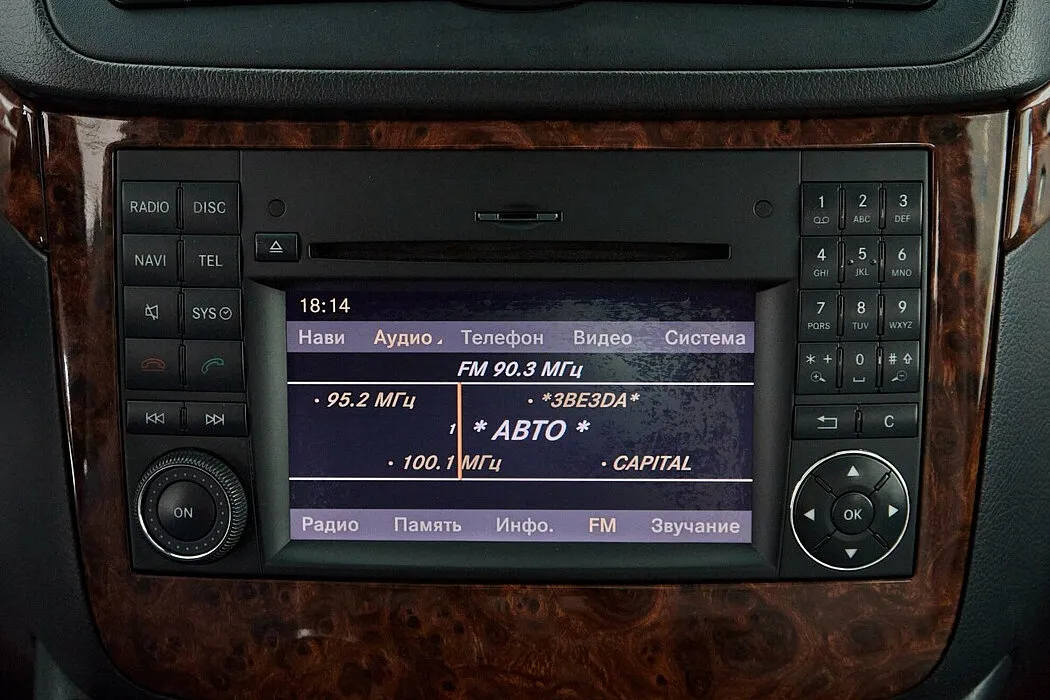 RADIO DISC
NAVI TEL
SYS
ON
18:14
Нави Аудио Телефон Видео Система
FM 90.3 МГц
• 95.2 МГц • *3BE3DA*
1 * АВТО *
• 100.1 МГц • CAPITAL
Радио Память Инфо. FM Звучание
1 2 ABC 3 DEF
4 GHI 5 JKL 6 MNO
7 PQRS 8 TUV 9 WXYZ
* + 0 #
C
OK